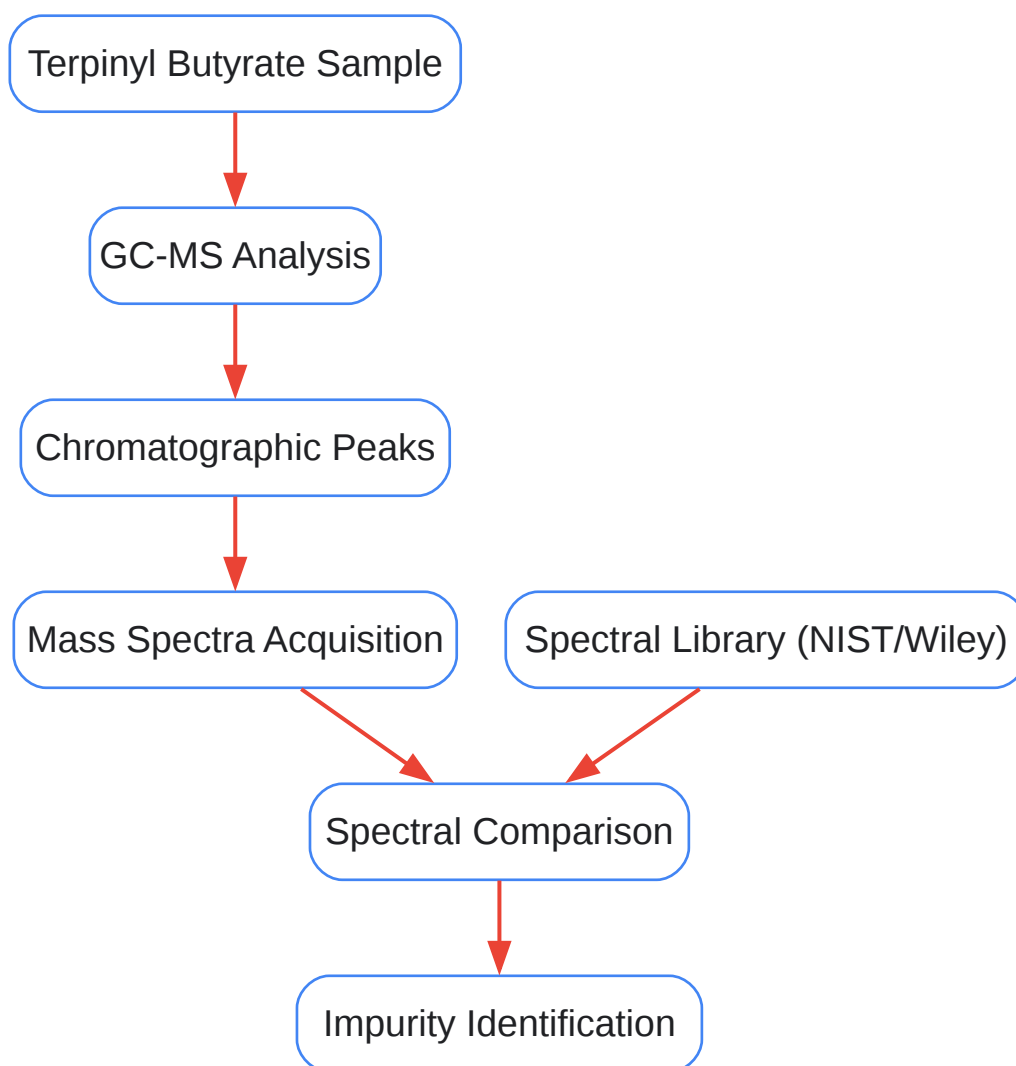 Terpinyl Butyrate Sample
GC-MS Analysis
Chromatographic Peaks
Mass Spectra Acquisition
Spectral Library (NIST/Wiley)
Spectral Comparison
Impurity Identification